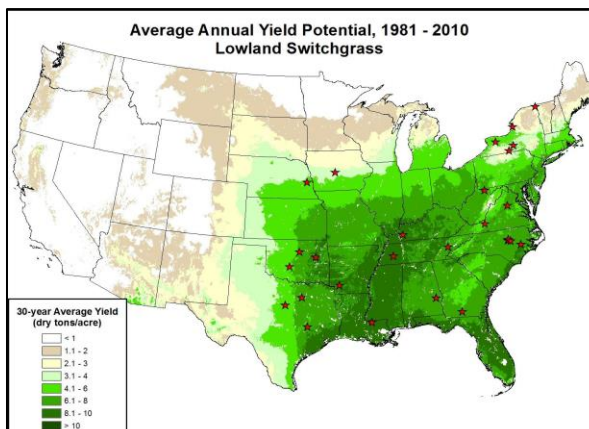 Average Annual Yield Potential, 1981 - 2010
Lowland Switchgrass
30-year Average Yield
(dry tons/acre)
< 1
1.1 - 2
2.1 - 3
3.1 - 4
4.1 - 6
6.1 - 8
8.1 - 10
> 10